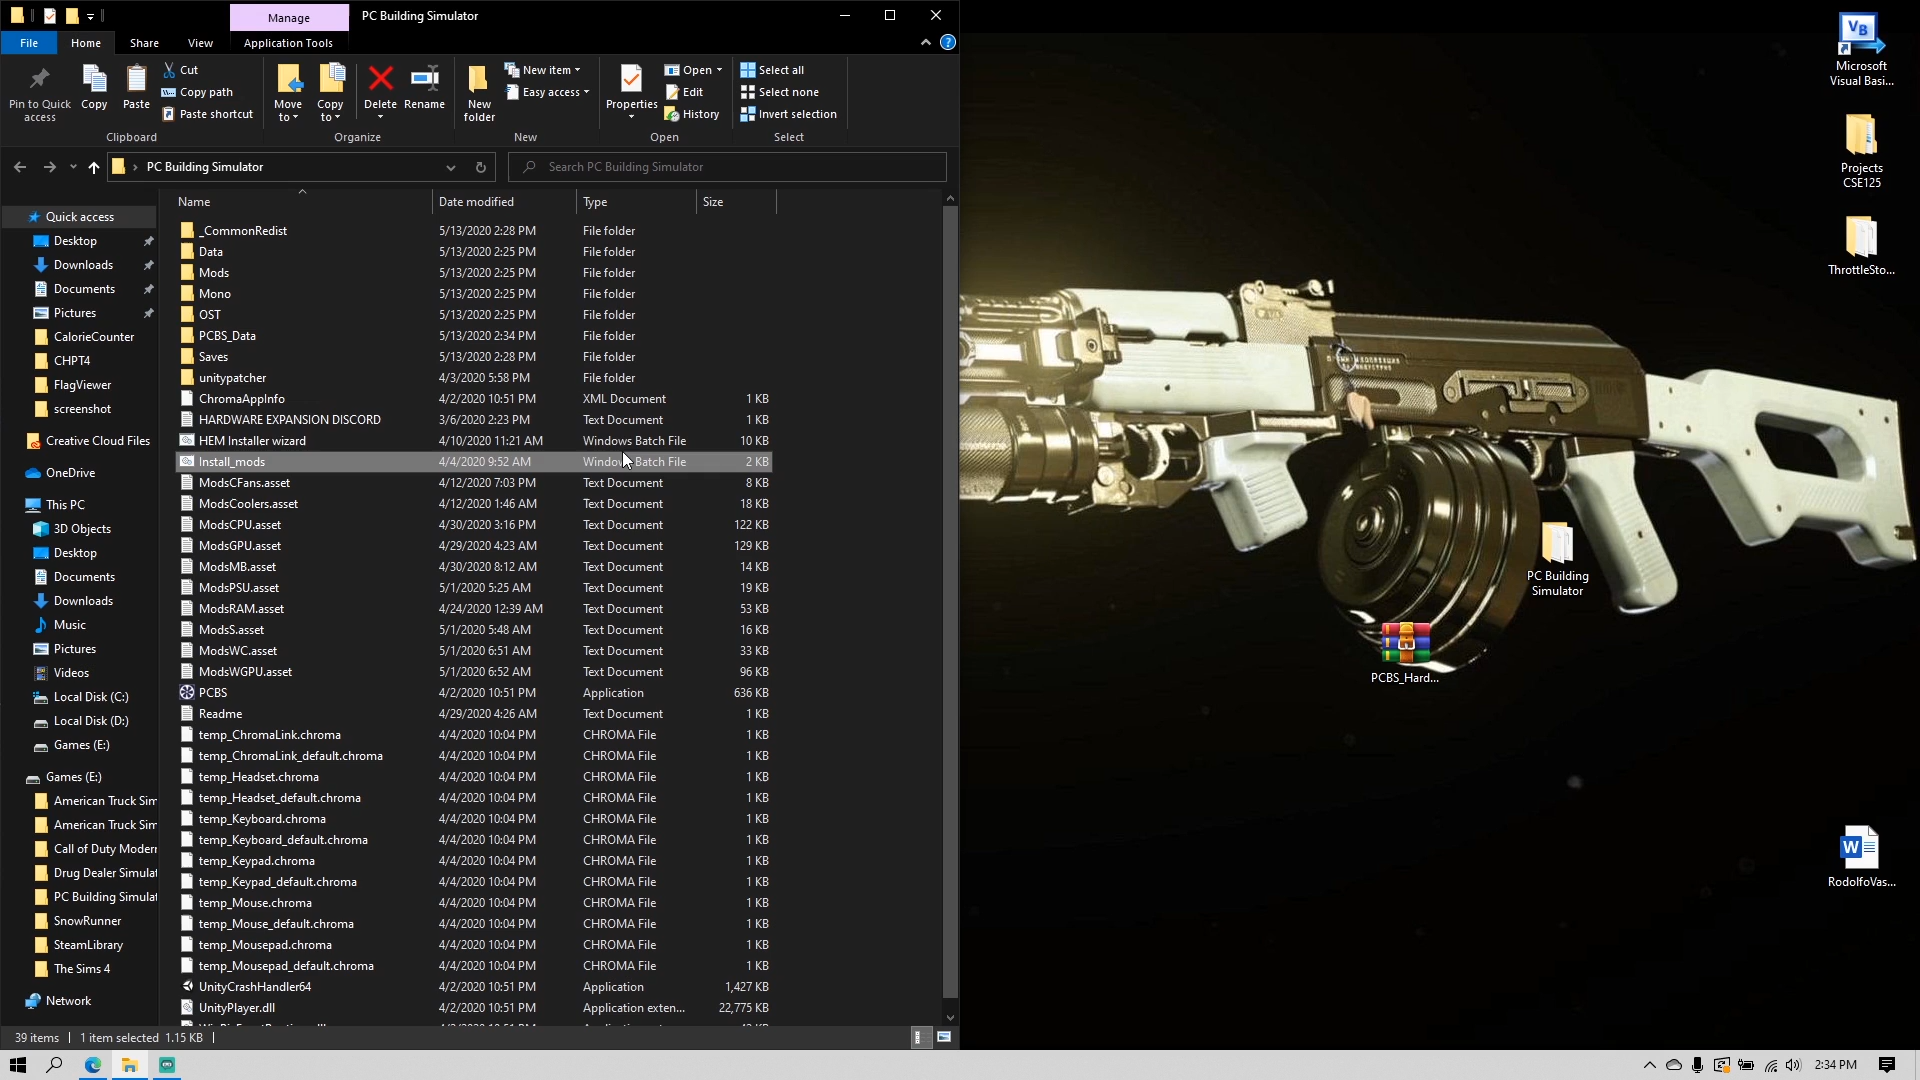 Manage
PC Building Simulator
File
Home
Share
View
Application Tools
Pin to Quick access
Copy
Paste
Cut
Copy path
Paste shortcut
Clipboard
Move to
Copy to
Delete
Rename
Organize
New folder
New item
Easy access
New
Properties
Open
Edit
History
Open
Select all
Select none
Invert selection
Select
PC Building Simulator
Search PC Building Simulator
Quick access
Desktop
Downloads
Documents
Pictures
CalorieCounter
CHPT4
FlagViewer
screenshot
Creative Cloud Files
OneDrive
This PC
3D Objects
Desktop
Documents
Downloads
Music
Pictures
Videos
Local Disk (C:)
Local Disk (D:)
Games (E:)
Games (E:)
American Truck Sim
American Truck Sim
Call of Duty Modern
Drug Dealer Simulat
PC Building Simulat
SnowRunner
SteamLibrary
The Sims 4
Network
Name Date modified Type Size
_CommonRedist 5/13/2020 2:28 PM File folder
Data 5/13/2020 2:25 PM File folder
Mods 5/13/2020 2:25 PM File folder
Mono 5/13/2020 2:25 PM File folder
OST 5/13/2020 2:25 PM File folder
PCBS_Data 5/13/2020 2:34 PM File folder
Saves 5/13/2020 2:28 PM File folder
unitypatcher 4/3/2020 5:58 PM File folder
ChromaAppInfo 4/2/2020 10:51 PM XML Document 1 KB
HARDWARE EXPANSION DISCORD 3/6/2020 2:23 PM Text Document 1 KB
HEM Installer wizard 4/10/2020 11:21 AM Windows Batch File 10 KB
Install_mods 4/4/2020 9:52 AM Windows Batch File 2 KB
ModsCFans.asset 4/12/2020 7:03 PM Text Document 8 KB
ModsCoolers.asset 4/12/2020 1:46 AM Text Document 18 KB
ModsCPU.asset 4/30/2020 3:16 PM Text Document 122 KB
ModsGPU.asset 4/29/2020 4:23 AM Text Document 129 KB
ModsMB.asset 4/30/2020 8:12 AM Text Document 14 KB
ModsPSU.asset 5/1/2020 5:25 AM Text Document 19 KB
ModsRAM.asset 4/24/2020 12:39 AM Text Document 53 KB
ModsS.asset 5/1/2020 5:48 AM Text Document 16 KB
ModsWC.asset 5/1/2020 6:51 AM Text Document 33 KB
ModsWGPU.asset 5/1/2020 6:52 AM Text Document 96 KB
PCBS 4/2/2020 10:51 PM Application 636 KB
Readme 4/29/2020 4:26 AM Text Document 1 KB
temp_ChromaLink.chroma 4/4/2020 10:04 PM CHROMA File 1 KB
temp_ChromaLink_default.chroma 4/4/2020 10:04 PM CHROMA File 1 KB
temp_Headset.chroma 4/4/2020 10:04 PM CHROMA File 1 KB
temp_Headset_default.chroma 4/4/2020 10:04 PM CHROMA File 1 KB
temp_Keyboard.chroma 4/4/2020 10:04 PM CHROMA File 1 KB
temp_Keyboard_default.chroma 4/4/2020 10:04 PM CHROMA File 1 KB
temp_Keypad.chroma 4/4/2020 10:04 PM CHROMA File 1 KB
temp_Keypad_default.chroma 4/4/2020 10:04 PM CHROMA File 1 KB
temp_Mouse.chroma 4/4/2020 10:04 PM CHROMA File 1 KB
temp_Mouse_default.chroma 4/4/2020 10:04 PM CHROMA File 1 KB
temp_Mousepad.chroma 4/4/2020 10:04 PM CHROMA File 1 KB
temp_Mousepad_default.chroma 4/4/2020 10:04 PM CHROMA File 1 KB
UnityCrashHandler64 4/2/2020 10:51 PM Application 1,427 KB
UnityPlayer.dll 4/2/2020 10:51 PM Application exten... 22,775 KB
39 items
1 item selected 1.15 KB
VB
Microsoft Visual Basi...
Projects CSE125
ThrottleSto...
PC Building Simulator
PCBS_Hard...
W
RodolfoVas...
2:34 PM